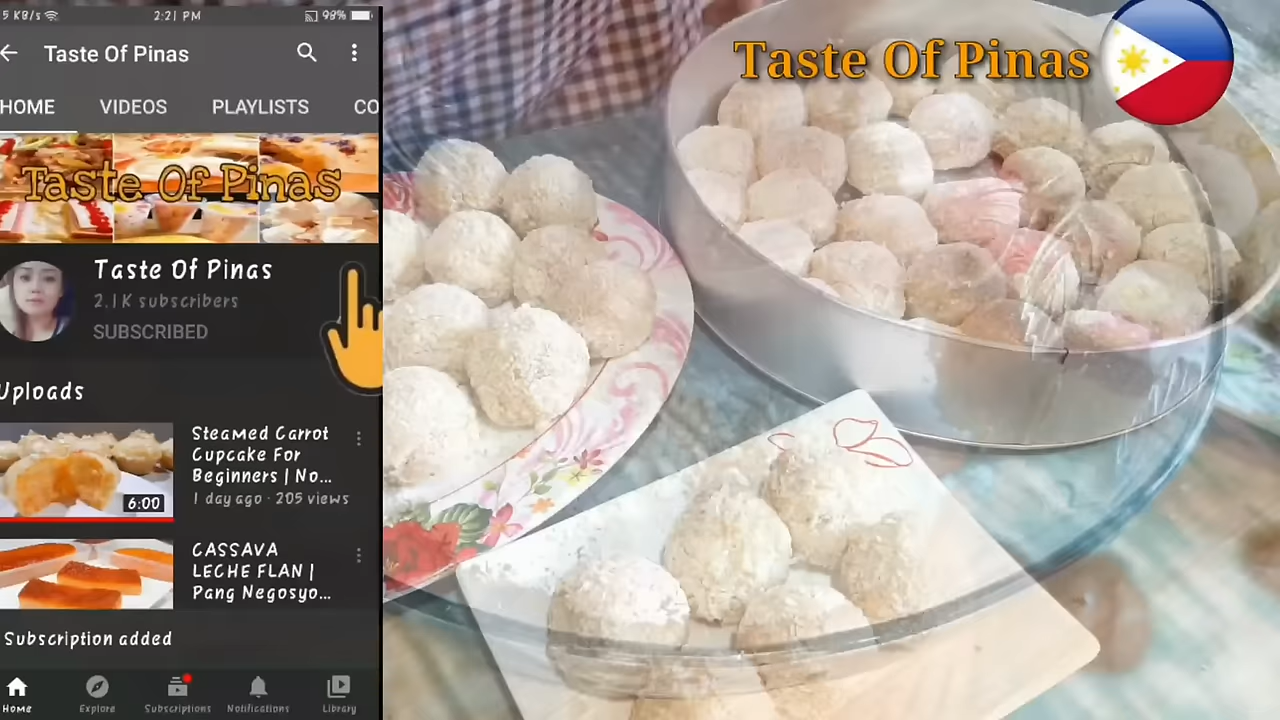 5 KB/s
2:21 PM
98%
Taste Of Pinas
HOME
VIDEOS
PLAYLISTS
CO
Taste Of Pinas
Taste Of Pinas
2.1K subscribers
SUBSCRIBED
Uploads
Steamed Carrot
Cupcake For
Beginners | No...
1 day ago · 205 views
6:00
CASSAVA
LECHE FLAN |
Pang Negosyo...
Subscription added
Home
Explore
Subscriptions
Notifications
Library
Taste Of Pinas